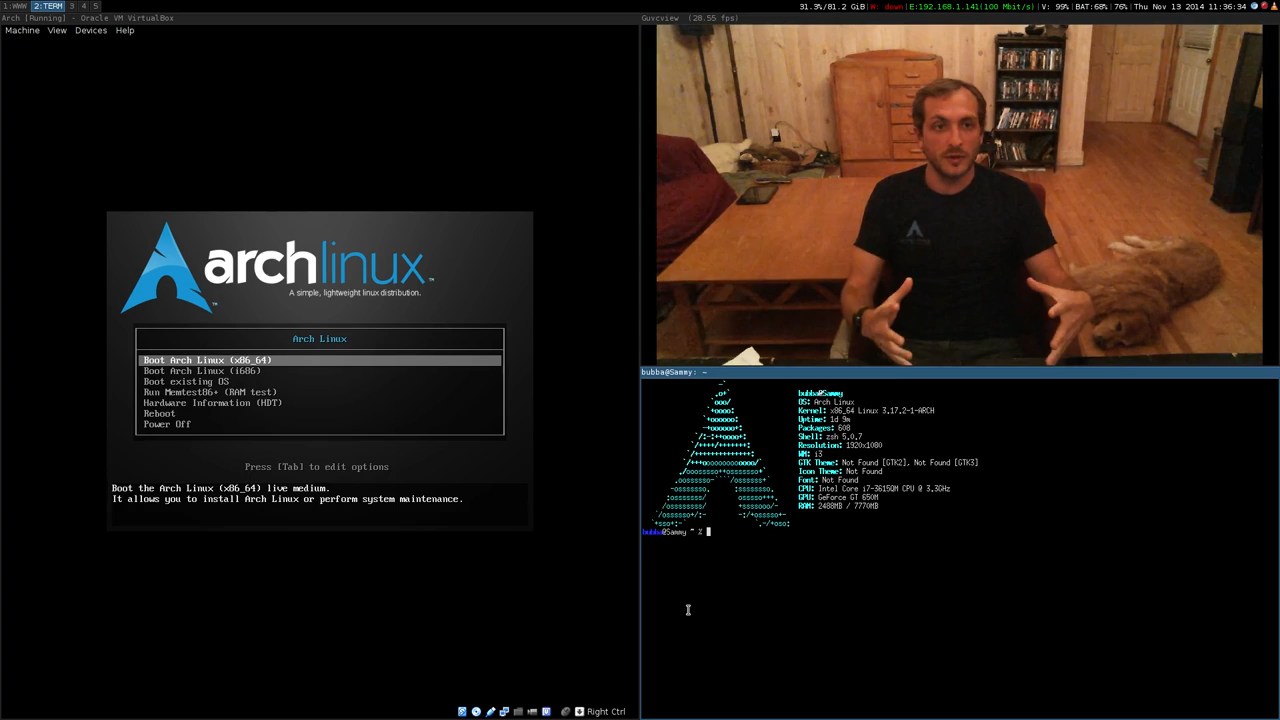 1:WWW 2:TERM 3 4 5
31.3%/81.2 GiB|W: down|E:192.168.1.141(100 Mbit/s)|V: 99%|BAT:68%|76%|Thu Nov 13 2014 11:36:34
Arch [Running] - Oracle VM VirtualBox
Machine View Devices Help
archlinux™
A simple, lightweight linux distribution.
™
Arch Linux
Boot Arch Linux (x86_64)
Boot Arch Linux (i686)
Boot existing OS
Run Memtest86+ (RAM test)
Hardware Information (HDT)
Reboot
Power Off
Press [Tab] to edit options
Boot the Arch Linux (x86_64) live medium.
It allows you to install Arch Linux or perform system maintenance.
Right Ctrl
Guvcview (28.55 fps)
bubba@Sammy: ~
bubba@Sammy
OS: Arch Linux
Kernel: x86_64 Linux 3.17.2-1-ARCH
Uptime: 1d 9m
Packages: 608
Shell: zsh 5.0.7
Resolution: 1920x1080
WM: i3
GTK Theme: Not Found [GTK2], Not Found [GTK3]
Icon Theme: Not Found
Font: Not Found
CPU: Intel Core i7-3615QM CPU @ 3.3GHz
GPU: GeForce GT 650M
RAM: 2488MB / 7770MB
bubba@Sammy ~ %